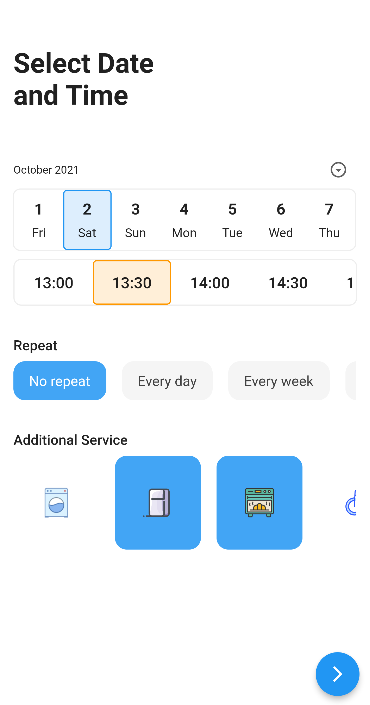 Select Date
and Time
October 2021
1 2 3 4 5 6 7
Fri Sat Sun Mon Tue Wed Thu
13:00 13:30 14:00 14:30 1
Repeat
No repeat Every day Every week
Additional Service